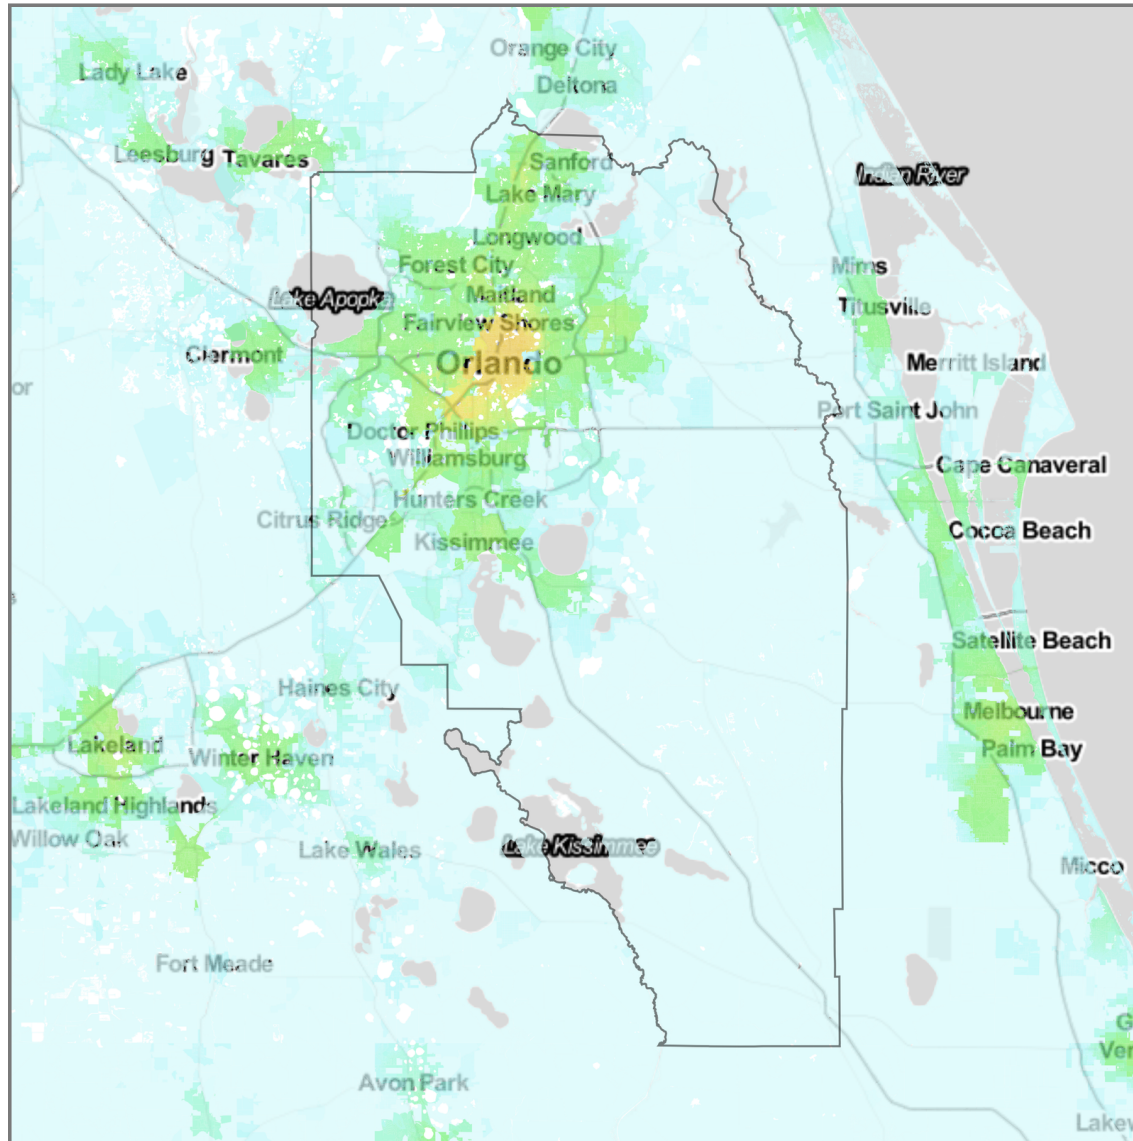 Orange City
Lady Lake
Deltona
Leesburg
Tavares
Sanford
Indian River
Lake Mary
Longwood
Forest City
Mims
Lake Apopka
Maitland
Titusville
Fairview Shores
Clermont
Orlando
Merritt Island
or
Port Saint John
Doctor Phillips
Williamsburg
Cape Canaveral
Hunters Creek
Citrus Ridge
Cocoa Beach
Kissimmee
s
Satellite Beach
Haines City
Melbourne
Lakeland
Palm Bay
Winter Haven
Lakeland Highlands
Willow Oak
Lake Kissimmee
Lake Wales
Micco
Fort Meade
G
Ver
Avon Park
Lakew